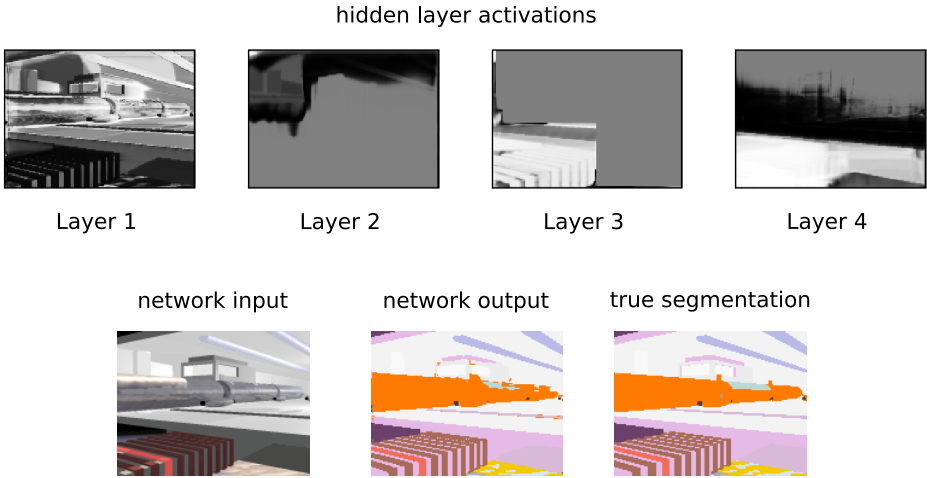 hidden layer activations
Layer 1
Layer 2
Layer 3
Layer 4
network input
network output
true segmentation